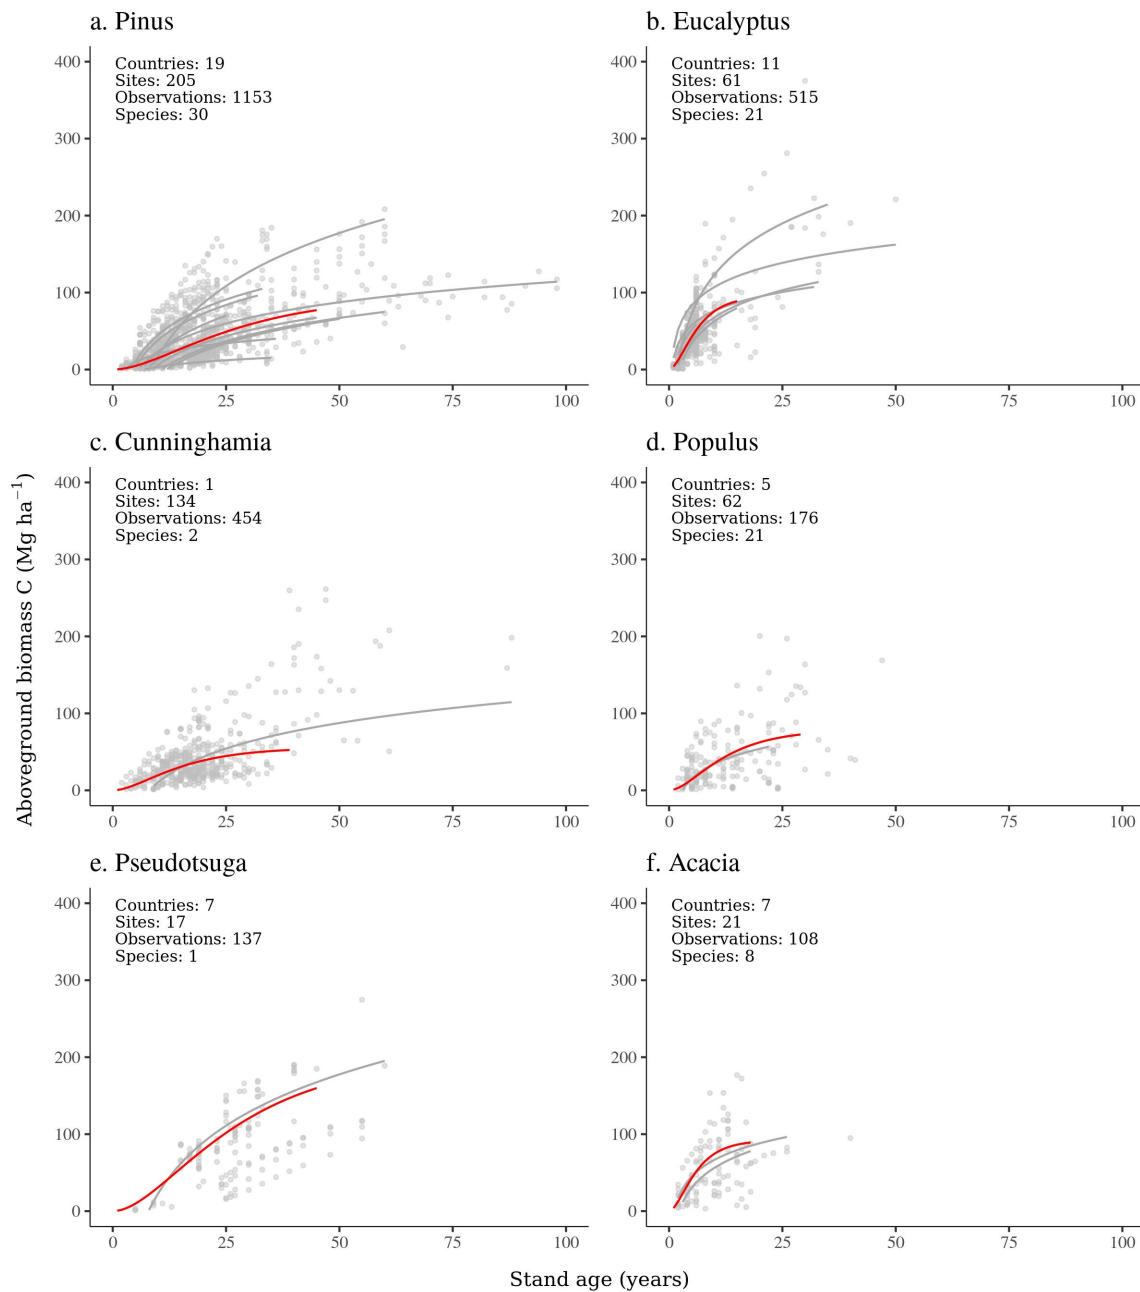 a. Pinus
Countries: 19
Sites: 205
Observations: 1153
Species: 30
400
300
200
100
0
0 25 50 75 100
b. Eucalyptus
Countries: 11
Sites: 61
Observations: 515
Species: 21
400
300
200
100
0
0 25 50 75 100
c. Cunninghamia
Countries: 1
Sites: 134
Observations: 454
Species: 2
400
300
200
100
0
0 25 50 75 100
d. Populus
Countries: 5
Sites: 62
Observations: 176
Species: 21
400
300
200
100
0
0 25 50 75 100
e. Pseudotsuga
Countries: 7
Sites: 17
Observations: 137
Species: 1
400
300
200
100
0
0 25 50 75 100
f. Acacia
Countries: 7
Sites: 21
Observations: 108
Species: 8
400
300
200
100
0
0 25 50 75 100
Aboveground biomass C (Mg ha⁻¹)
Stand age (years)